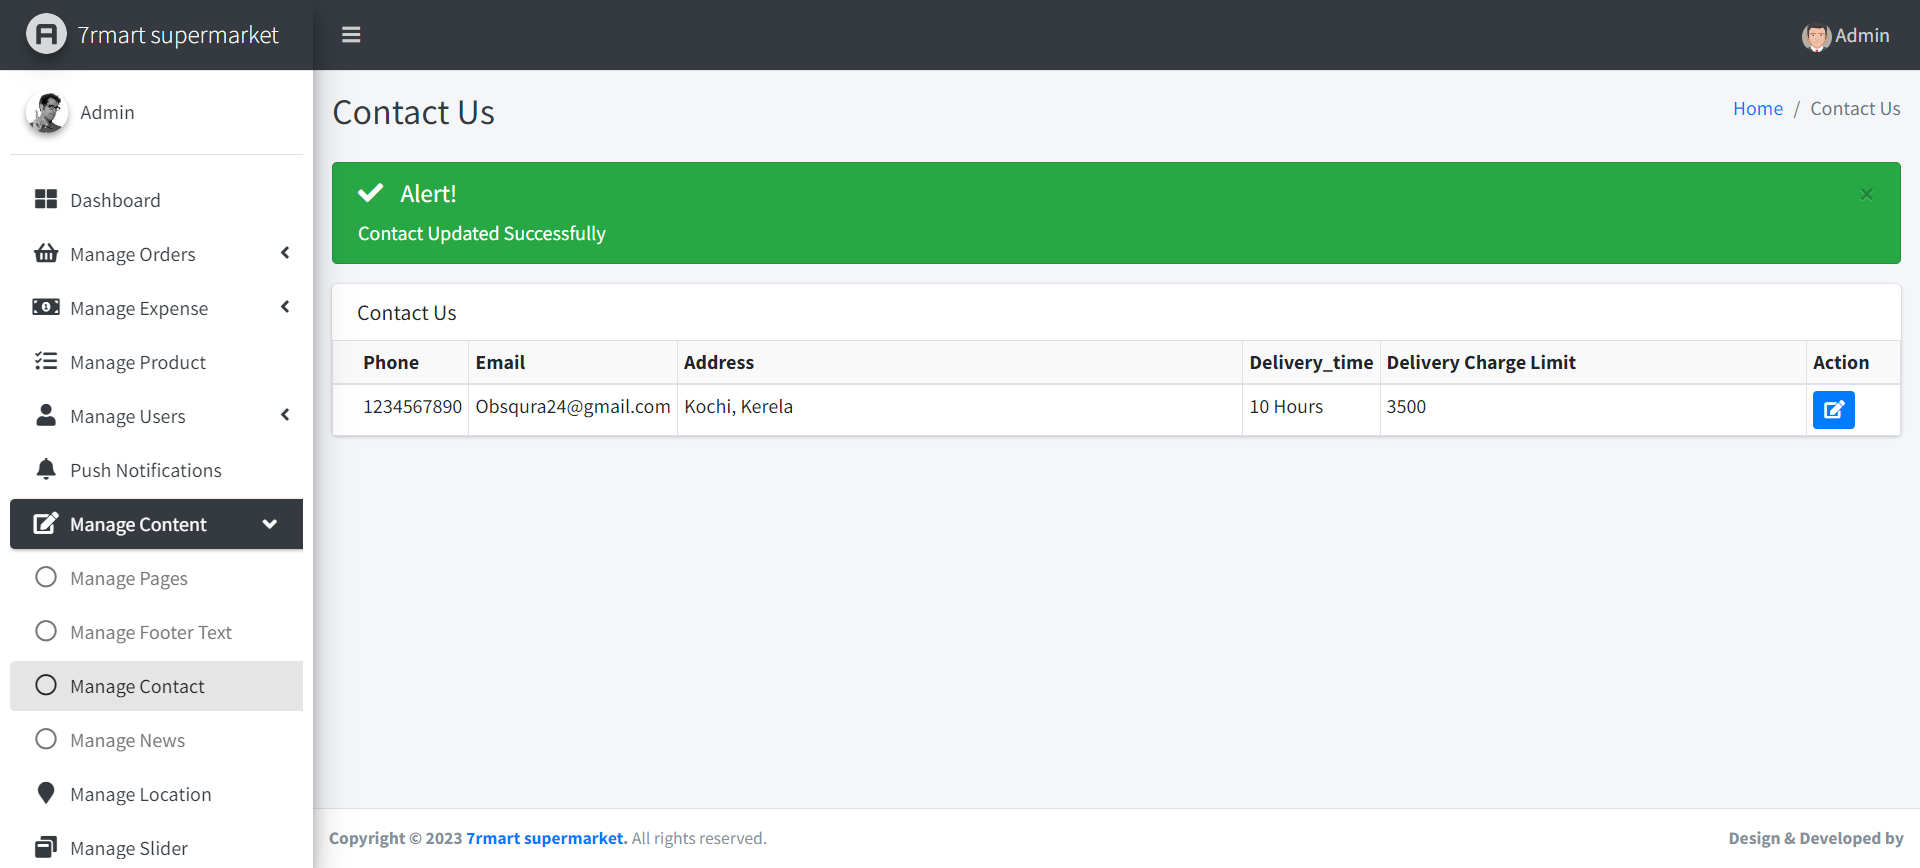 7rmart supermarket
Admin
Admin
Contact Us
Home / Contact Us
Alert!
×
Contact Updated Successfully
Dashboard
Manage Orders
Manage Expense
Manage Product
Manage Users
Push Notifications
Manage Content
Manage Pages
Manage Footer Text
Manage Contact
Manage News
Manage Location
Manage Slider
Contact Us
Phone Email Address Delivery_time Delivery Charge Limit Action
1234567890 Obsqura24@gmail.com Kochi, Kerela 10 Hours 3500
Copyright © 2023 7rmart supermarket. All rights reserved.
Design & Developed by